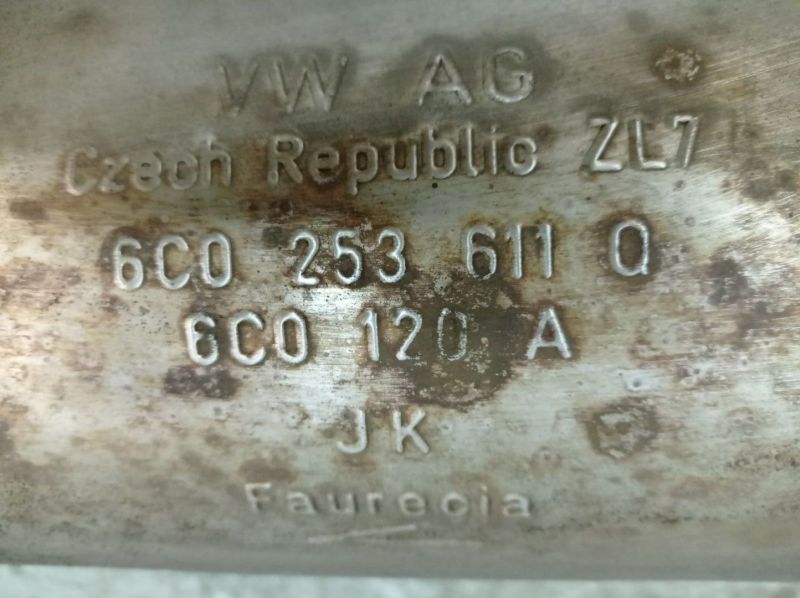 VW AG
Czech Republic ZL7
6C0 253 611 Q
6C0 120 A
JK
Faurecia